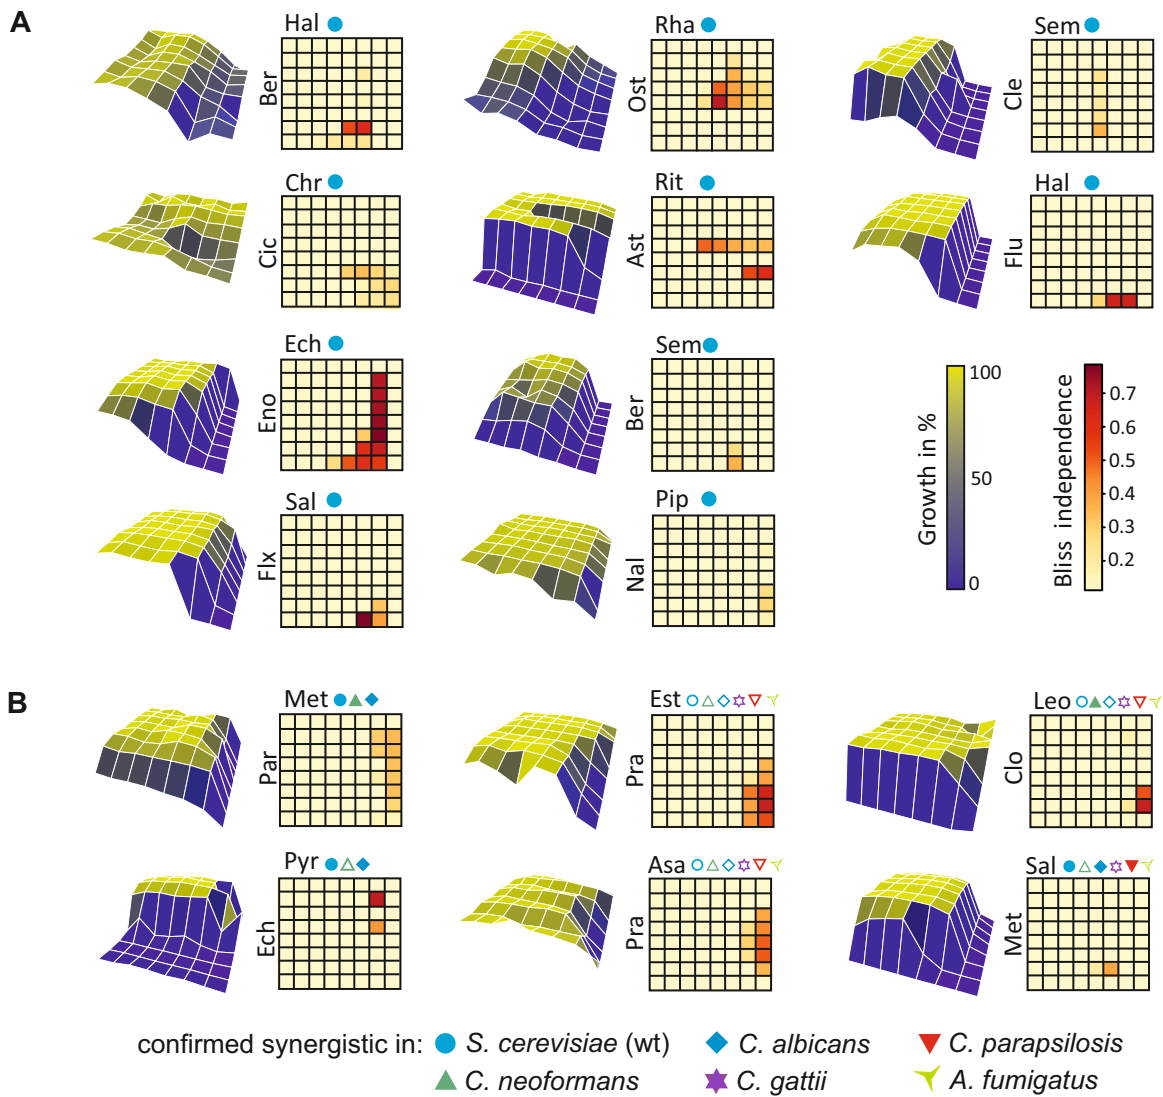 A
Hal
Ber
Rha
Ost
Sem
Cle
Chr
Cic
Rit
Ast
Hal
Flu
Ech
Eno
Sem
Ber
Growth in %
100
50
0
Bliss independence
0.7
0.6
0.5
0.4
0.3
0.2
Sal
Flx
Pip
Nal
B
Met
Par
Est
Pra
Leo
Clo
Pyr
Ech
Asa
Pra
Sal
Met
confirmed synergistic in: S. cerevisiae (wt) C. albicans C. parapsilosis
C. neoformans C. gattii A. fumigatus